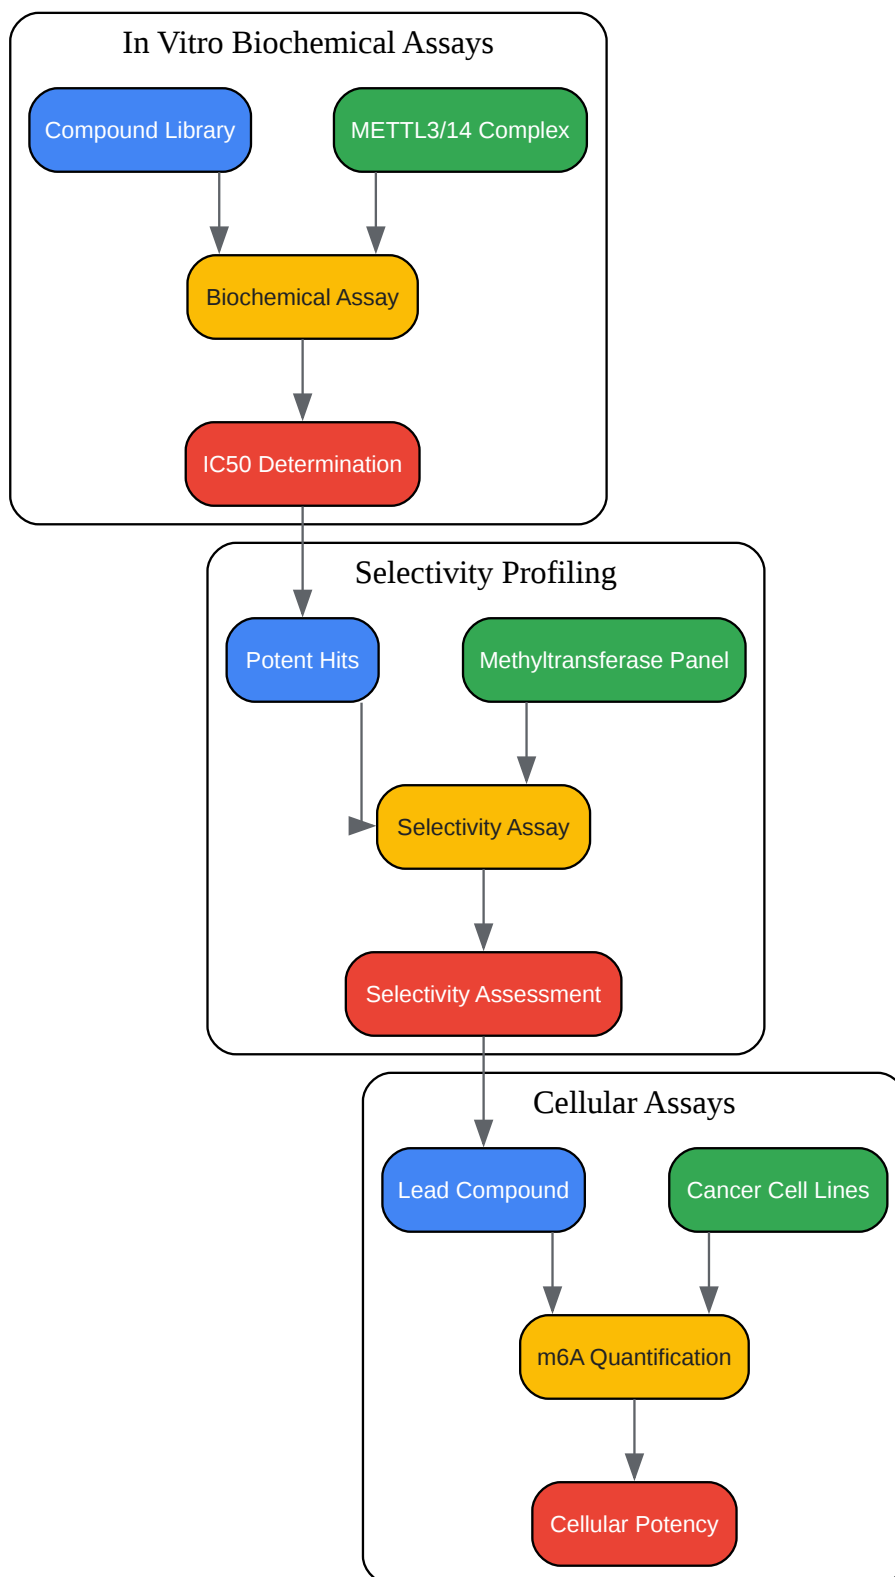 In Vitro Biochemical Assays
Compound Library
METTL3/14 Complex
Biochemical Assay
IC50 Determination
Selectivity Profiling
Potent Hits
Methyltransferase Panel
Selectivity Assay
Selectivity Assessment
Cellular Assays
Lead Compound
Cancer Cell Lines
m6A Quantification
Cellular Potency